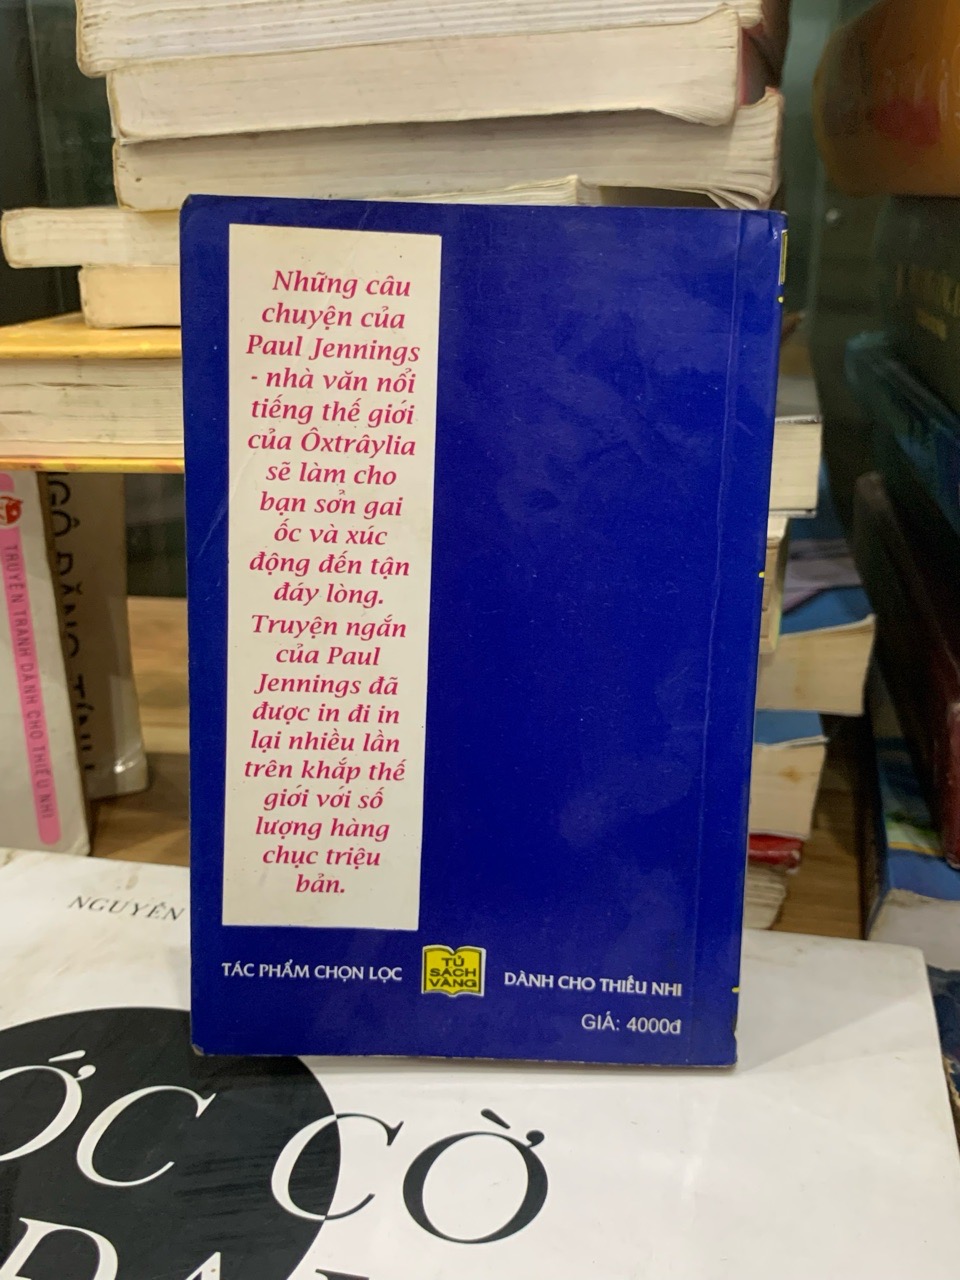 Những câu
chuyện của
Paul Jennings
- nhà văn nổi
tiếng thế giới
của Ôxtrâylia
sẽ làm cho
bạn sởn gai
ốc và xúc
động đến tận
đáy lòng.
Truyện ngắn
của Paul
Jennings đã
được in đi in
lại nhiều lần
trên khắp thế
giới với số
lượng hàng
chục triệu
bản.
TÁC PHẨM CHỌN LỌC
TỦ
SÁCH
VÀNG
DÀNH CHO THIẾU NHI
GIÁ: 4000đ
TRUYỆN TRANH DÀNH CHO THIẾU NHI
NGUYỄN
ỐC CỜ